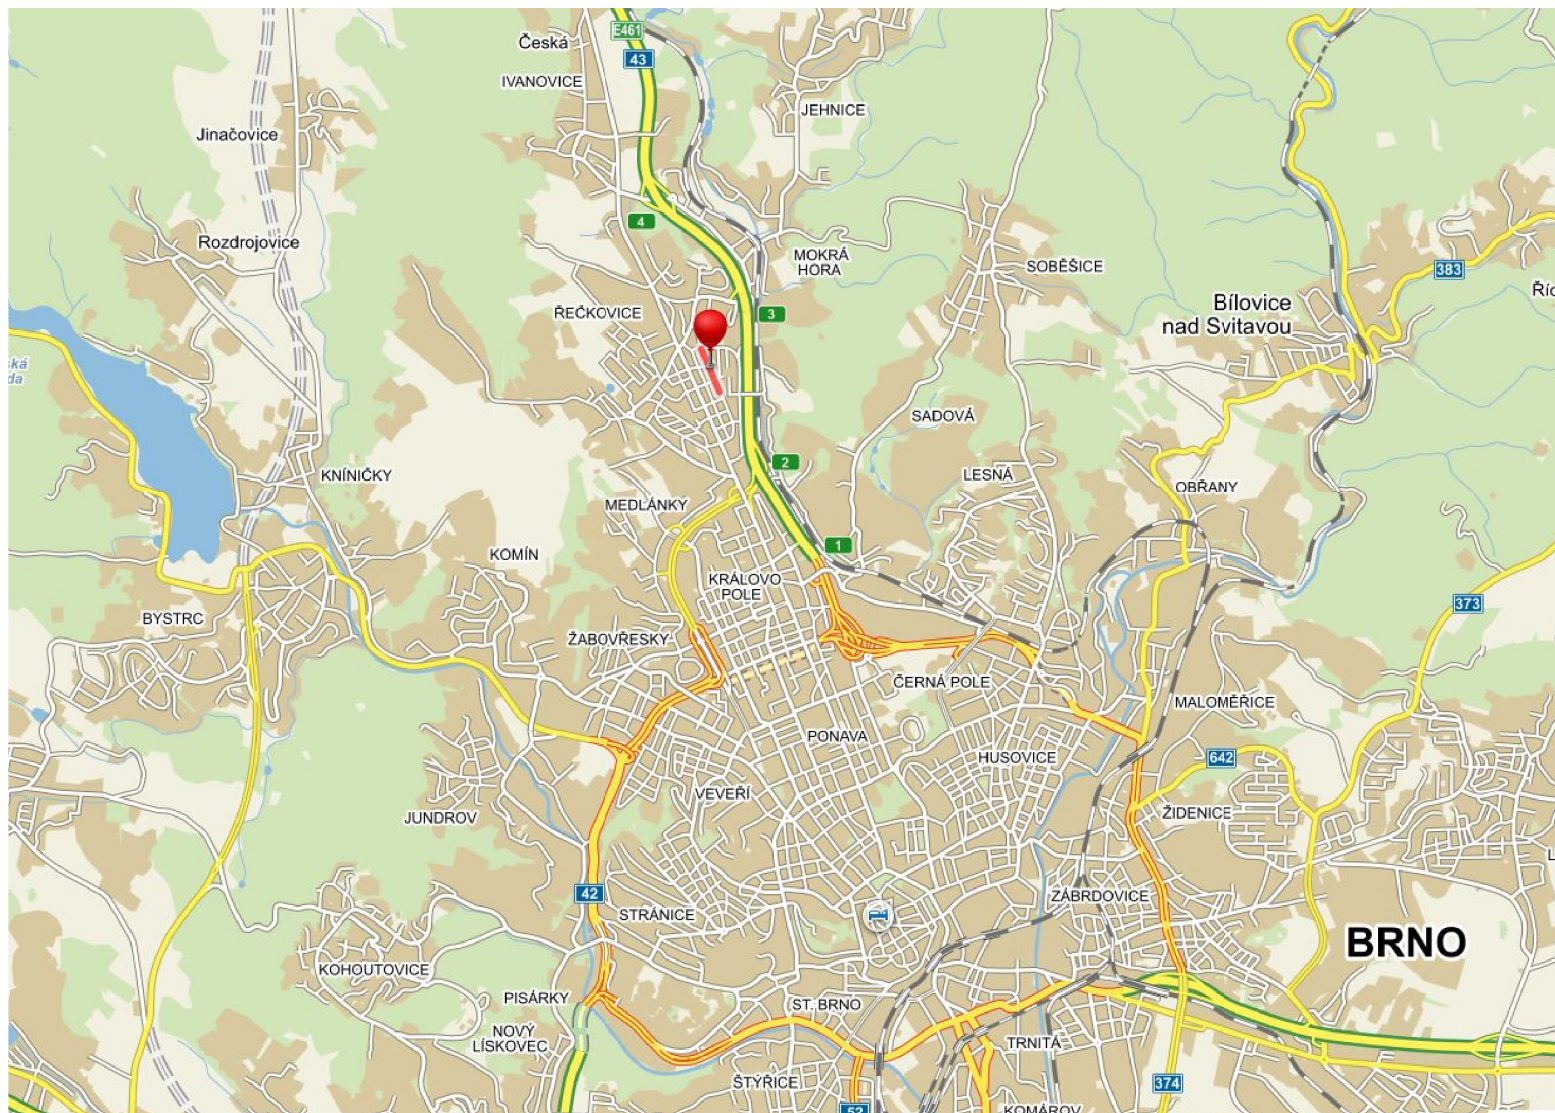 E461
Česká
43
IVANOVICE
JEHNICE
Jinačovice
4
Rozdrojovice
MOKRÁ
HORA
SOBĚŠICE
383
Bílovice
nad Svitavou
ŘEČKOVICE
3
SADOVÁ
2
LESNÁ
KNÍNIČKY
OBŘANY
MEDLÁNKY
1
KOMÍN
KRÁLOVO
POLE
373
BYSTRC
ŽABOVŘESKY
ČERNÁ POLE
MALOMĚŘICE
PONAVA
HUSOVICE
642
VEVEŘÍ
JUNDROV
ŽIDENICE
42
ZÁBRDOVICE
STRÁNICE
BRNO
KOHOUTOVICE
PISÁRKY
ST. BRNO
NOVÝ
LÍSKOVEC
TRNITÁ
ŠTÝŘICE
374
52
KOMÁROV